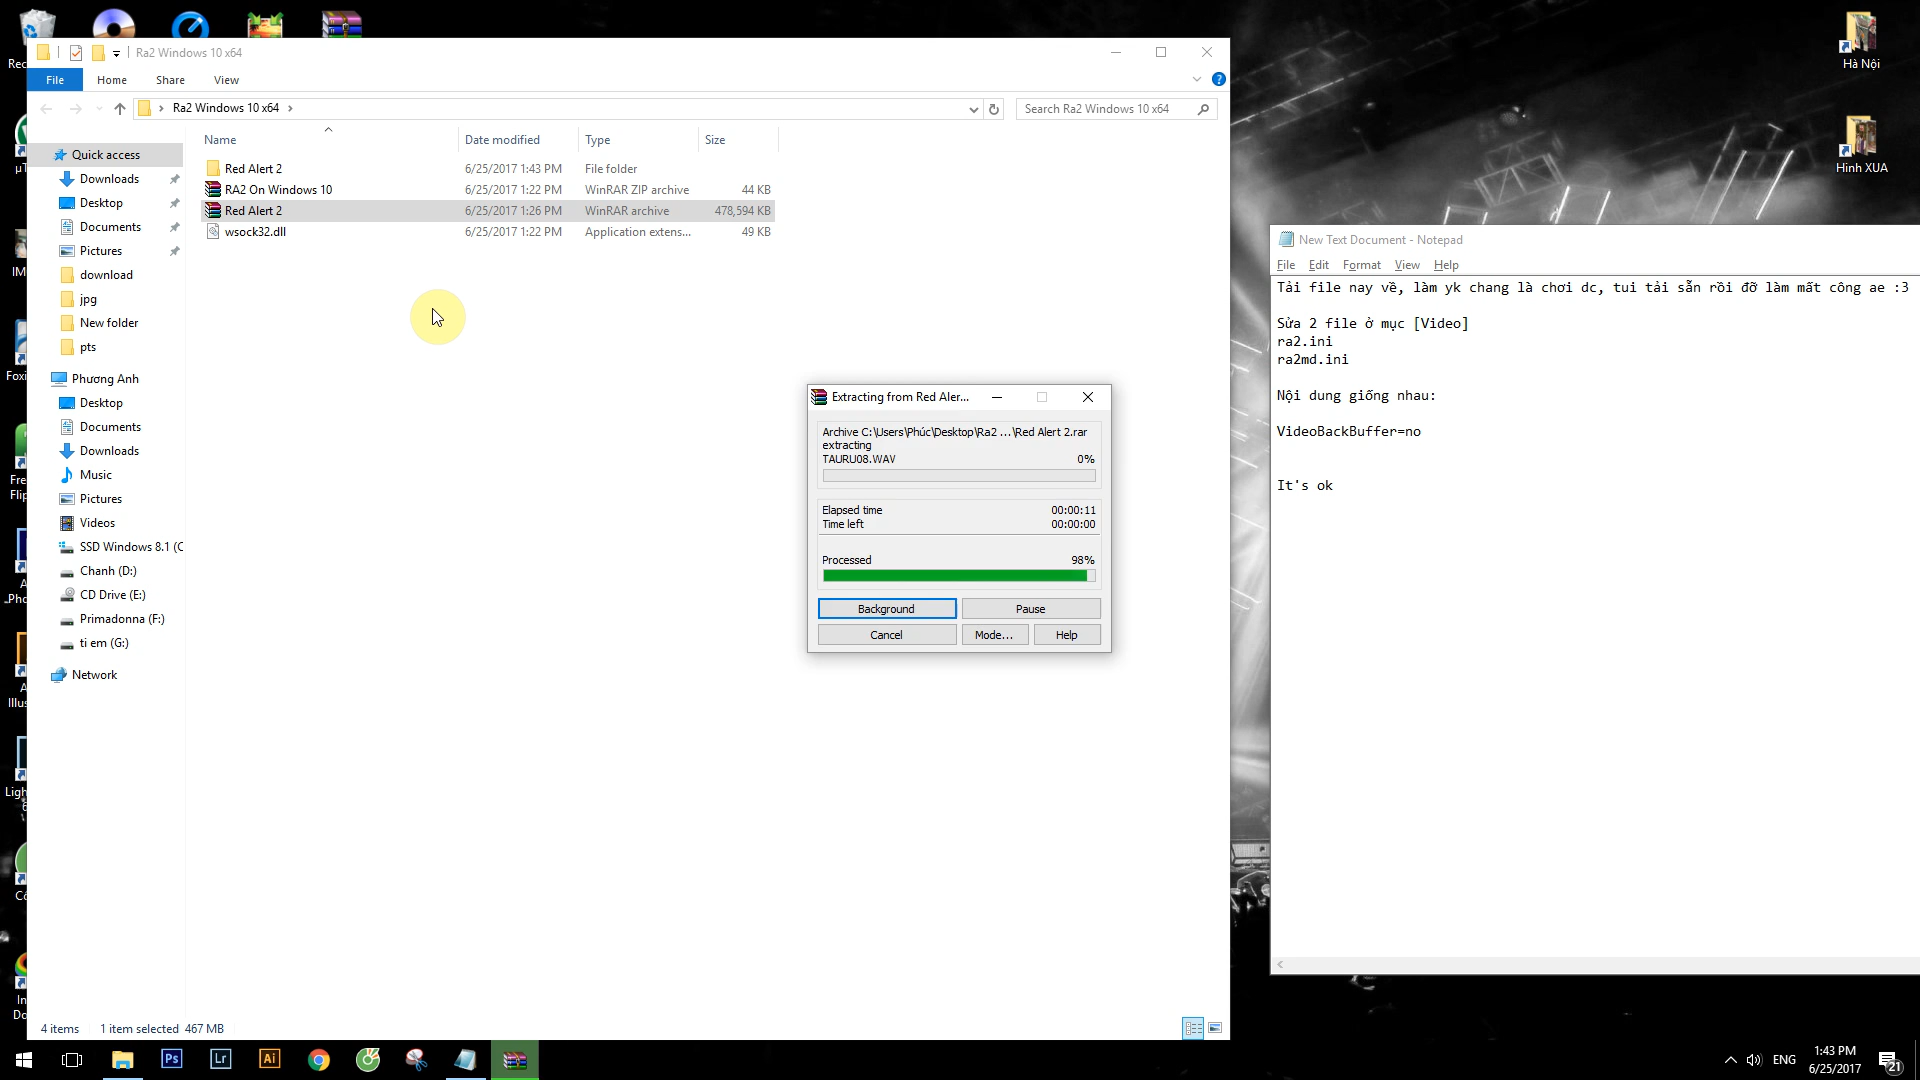 Ra2 Windows 10 x64
File Home Share View
Ra2 Windows 10 x64
Search Ra2 Windows 10 x64
Name Date modified Type Size
Red Alert 2 6/25/2017 1:43 PM File folder
RA2 On Windows 10 6/25/2017 1:22 PM WinRAR ZIP archive 44 KB
Red Alert 2 6/25/2017 1:26 PM WinRAR archive 478,594 KB
wsock32.dll 6/25/2017 1:22 PM Application extens... 49 KB
Quick access
Downloads
Desktop
Documents
Pictures
download
jpg
New folder
pts
Phương Anh
Desktop
Documents
Downloads
Music
Pictures
Videos
SSD Windows 8.1 (C
Chanh (D:)
CD Drive (E:)
Primadonna (F:)
ti em (G:)
Network
4 items 1 item selected 467 MB
Extracting from Red Aler...
Archive C:\Users\Phúc\Desktop\Ra2 ...\Red Alert 2.rar
extracting
TAURU08.WAV 0%
Elapsed time 00:00:11
Time left 00:00:00
Processed 98%
Background Pause
Cancel Mode... Help
Hà Nội
Hình XUA
New Text Document - Notepad
File Edit Format View Help
Tải file nay về, làm yk chang là chơi dc, tui tải sẵn rồi đỡ làm mất công ae :3
Sửa 2 file ở mục [Video]
ra2.ini
ra2md.ini
Nội dung giống nhau:
VideoBackBuffer=no
It's ok
Ps Lr Ai
ENG
1:43 PM
6/25/2017
21